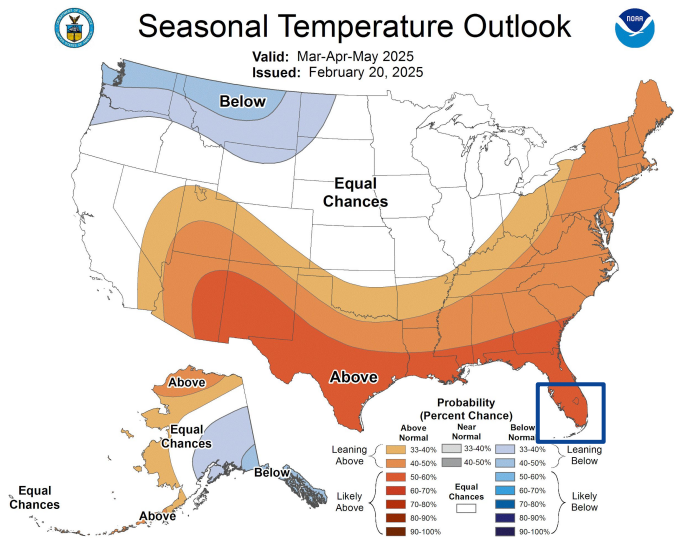 Seasonal Temperature Outlook
NOAA
Valid: Mar-Apr-May 2025
Issued: February 20, 2025
Below
Equal
Chances
Above
Above
Equal
Chances
Below
Equal
Chances
Above
Probability
(Percent Chance)
Above
Normal
Near
Normal
Below
Normal
Leaning
Above
33-40%
40-50%
33-40%
40-50%
33-40%
40-50%
Leaning
Below
Likely
Above
50-60%
60-70%
70-80%
80-90%
90-100%
Equal
Chances
50-60%
60-70%
70-80%
80-90%
90-100%
Likely
Below